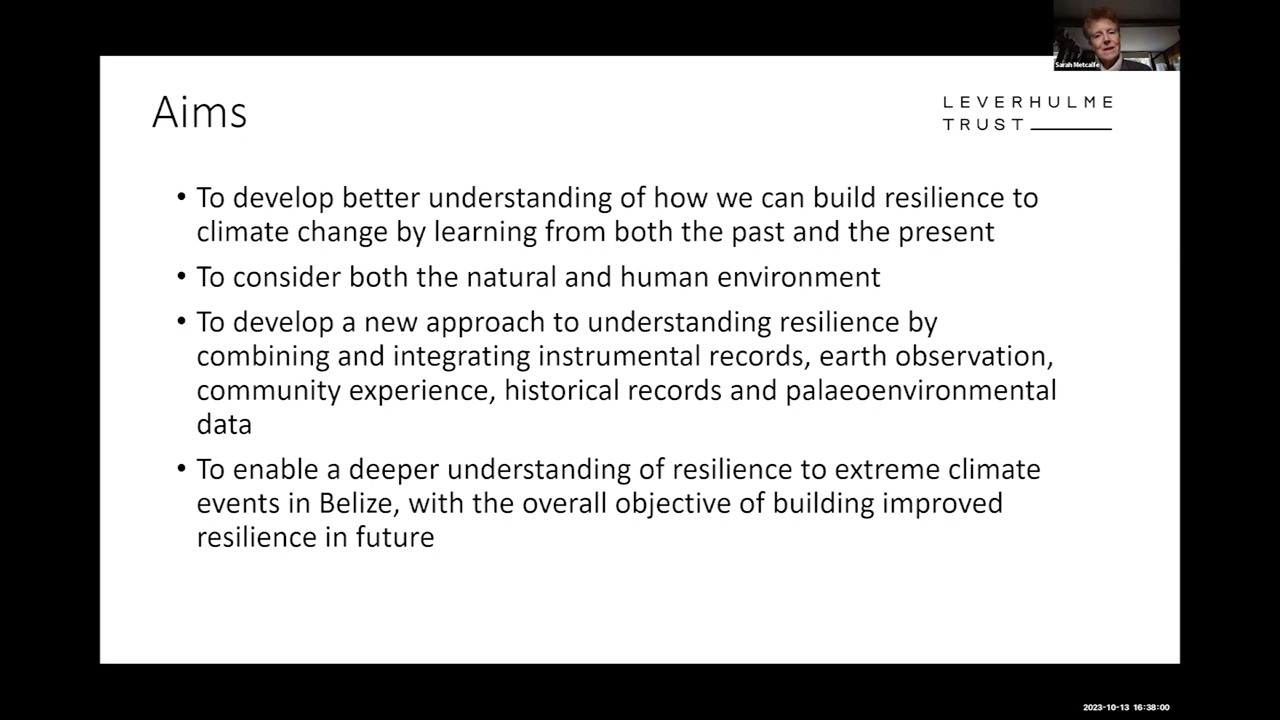 Sarah Metcalfe
Aims
LEVERHULME
TRUST
• To develop better understanding of how we can build resilience to
climate change by learning from both the past and the present
• To consider both the natural and human environment
• To develop a new approach to understanding resilience by
combining and integrating instrumental records, earth observation,
community experience, historical records and palaeoenvironmental
data
• To enable a deeper understanding of resilience to extreme climate
events in Belize, with the overall objective of building improved
resilience in future
2023-10-13 16:38:00